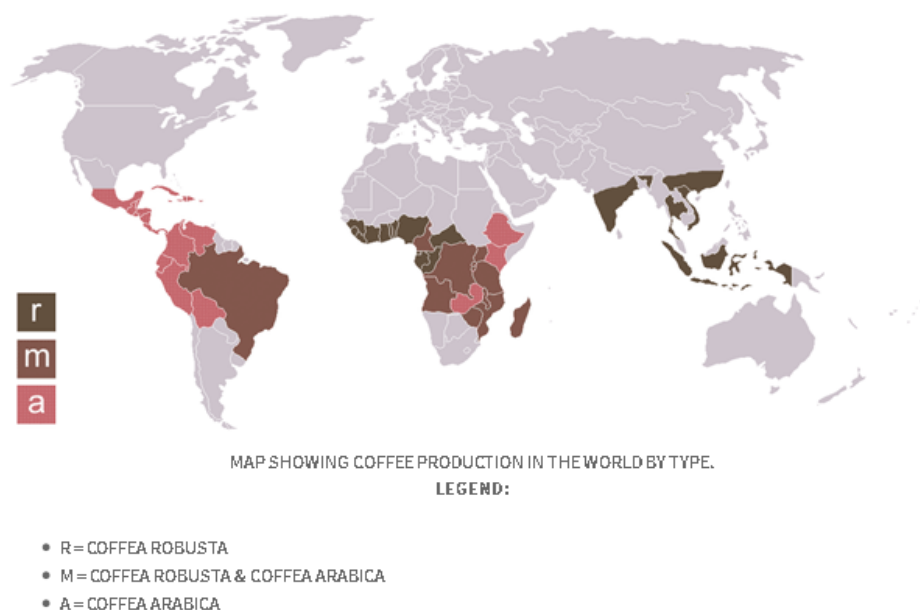 r
m
a
MAP SHOWING COFFEE PRODUCTION IN THE WORLD BY TYPE.
LEGEND:
R = COFFEA ROBUSTA
M = COFFEA ROBUSTA & COFFEA ARABICA
A = COFFEA ARABICA